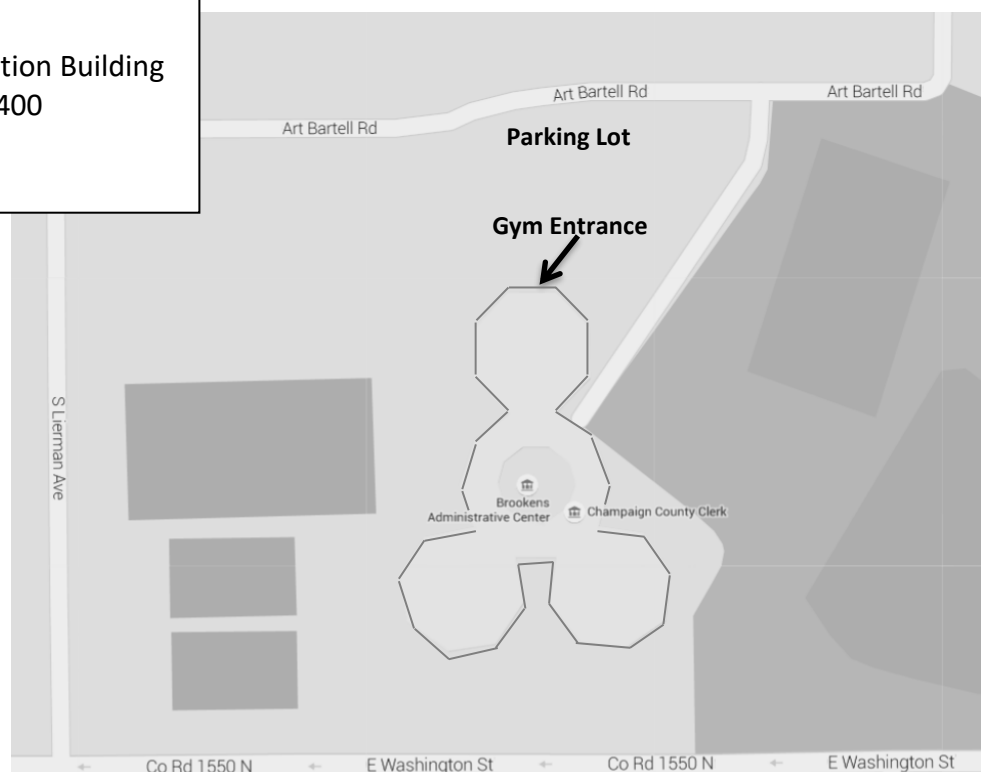 tion Building
400
Art Bartell Rd
Art Bartell Rd
Art Bartell Rd
Parking Lot
Gym Entrance
S Lierman Ave
Brookens
Administrative Center
Champaign County Clerk
Co Rd 1550 N
E Washington St
Co Rd 1550 N
E Washington St